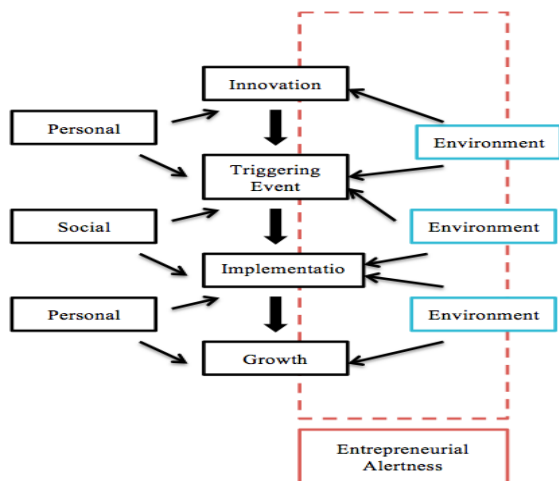 Innovation
Personal
Environment
Triggering
Event
Social
Environment
Implementatio
Personal
Environment
Growth
Entrepreneurial
Alertness